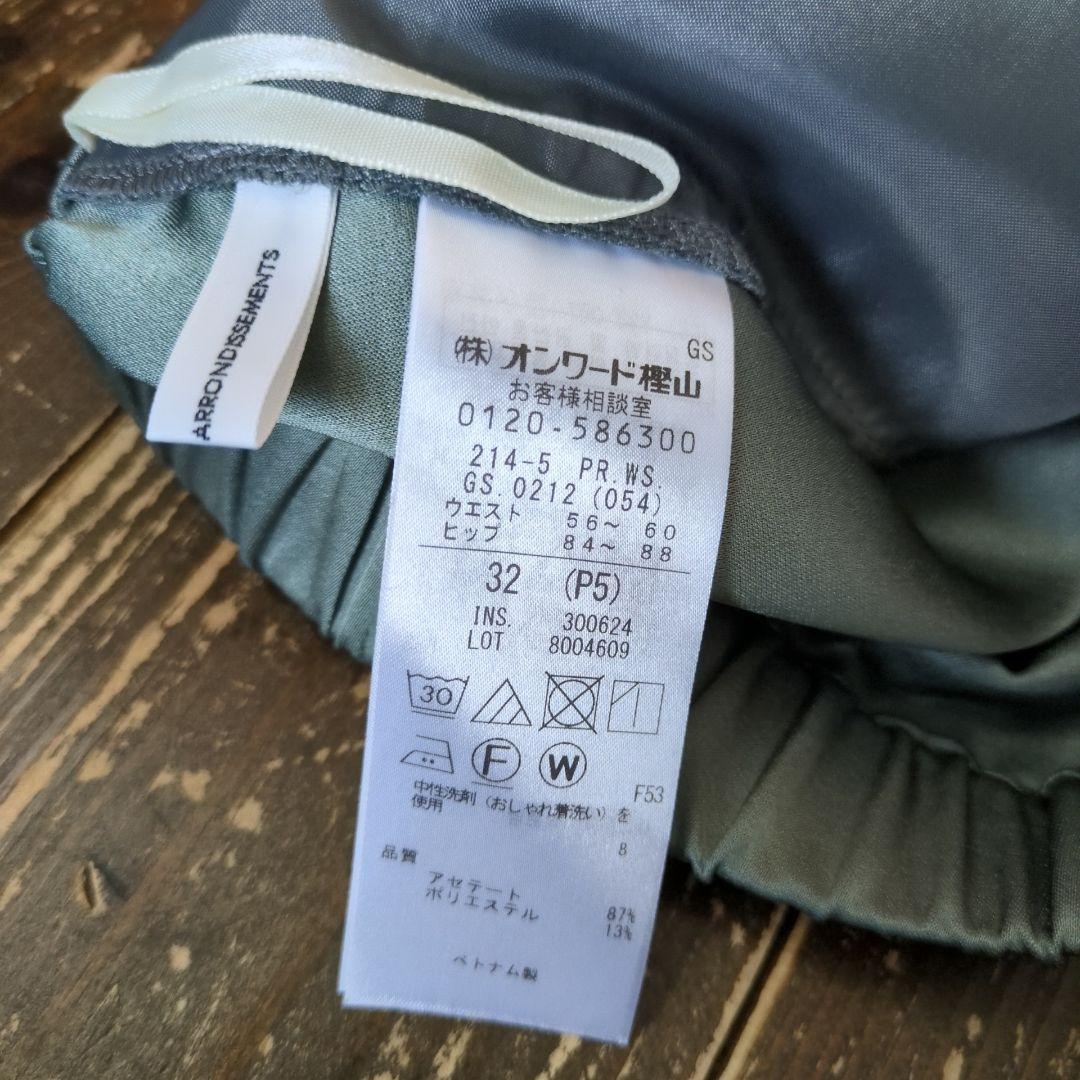 ARRONDISSEMENTS
GS
(株)オンワード樫山
お客様相談室
0120-586300
214-5 PR.WS.
GS.0212 (054)
ウエスト 56～ 60
ヒップ 84～ 88
32 (P5)
INS. 300624
LOT 8004609
30
F W
F53
中性洗剤（おしゃれ着洗い）を
使用
8
品質
アセテート 87%
ポリエステル 13%
ベトナム製